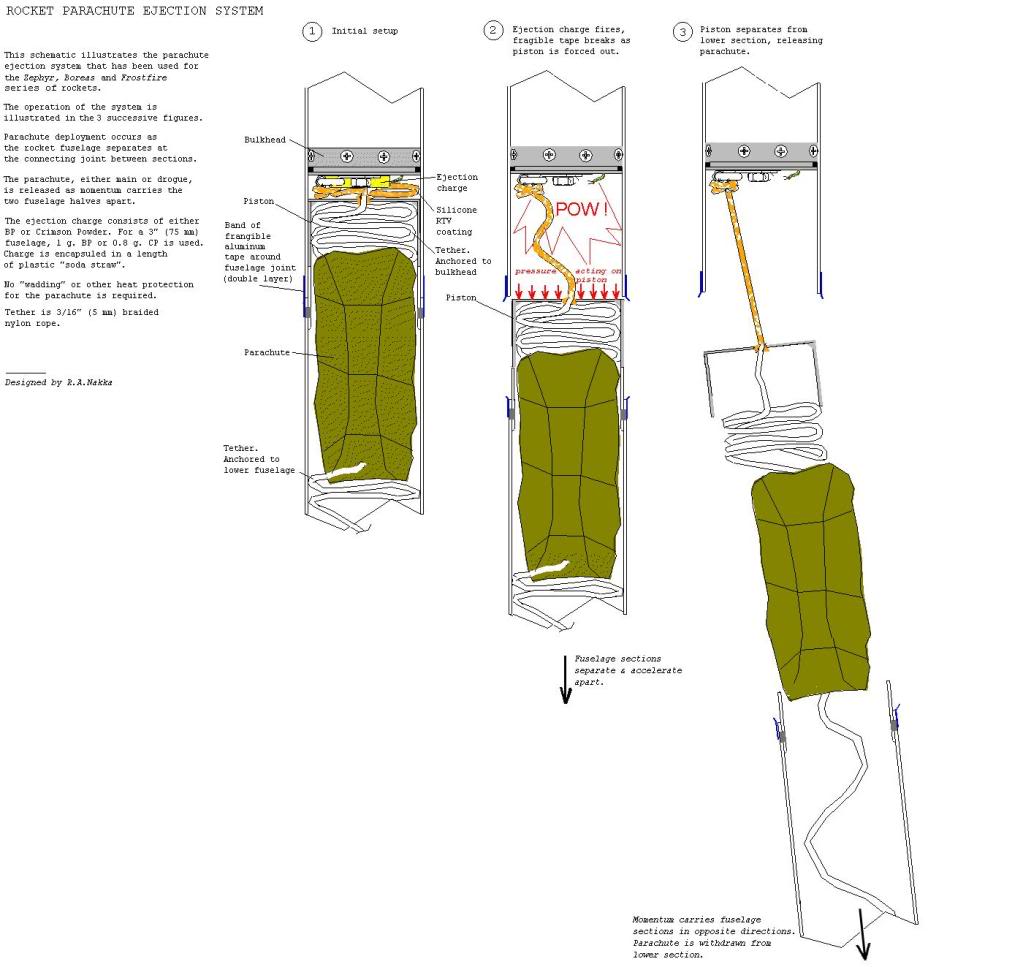 ROCKET PARACHUTE EJECTION SYSTEM
This schematic illustrates the parachute
ejection system that has been used for
the Zephyr, Boreas and Frostfire
series of rockets.
The operation of the system is
illustrated in the 3 successive figures.
Parachute deployment occurs as
the rocket fuselage separates at
the connecting joint between sections.
The parachute, either main or drogue,
is released as momentum carries the
two fuselage halves apart.
The ejection charge consists of either
BP or Crimson Powder. For a 3" (75 mm)
fuselage, 1 g. BP or 0.8 g. CP is used.
Charge is encapsuled in a length
of plastic "soda straw".
No "wadding" or other heat protection
for the parachute is required.
Tether is 3/16" (5 mm) braided
nylon rope.
Designed by R.A.Nakka
1 Initial setup
Bulkhead
Ejection
charge
Piston
Silicone
RTV
coating
Band of
frangible
aluminum
tape around
fuselage joint
(double layer)
Tether.
Anchored to
bulkhead
Parachute
Tether.
Anchored to
lower fuselage
2 Ejection charge fires,
fragible tape breaks as
piston is forced out.
POW!
pressure acting on
piston
Piston
Fuselage sections
separate & accelerate
apart.
3 Piston separates from
lower section, releasing
parachute.
Momentum carries fuselage
sections in opposite directions.
Parachute is withdrawn from
lower section.